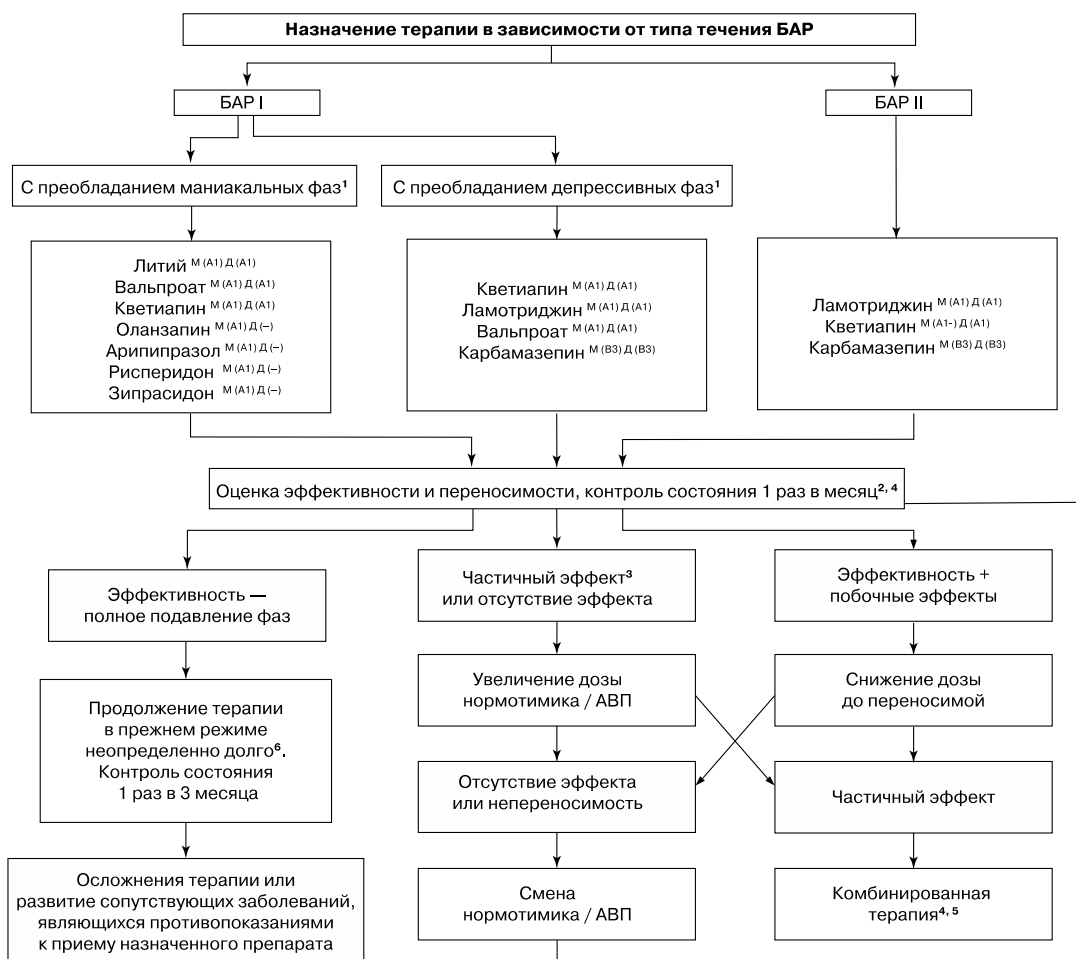 Назначение терапии в зависимости от типа течения БАР
БАР I
БАР II
С преобладанием маниакальных фаз¹
С преобладанием депрессивных фаз¹
Литий М (А1) Д (А1)
Вальпроат М (А1) Д (А1)
Кветиапин М (А1) Д (А1)
Оланзапин М (А1) Д (–)
Арипипразол М (А1) Д (–)
Рисперидон М (А1) Д (–)
Зипрасидон М (А1) Д (–)
Кветиапин М (А1) Д (А1)
Ламотриджин М (А1) Д (А1)
Вальпроат М (А1) Д (А1)
Карбамазепин М (В3) Д (В3)
Ламотриджин М (А1) Д (А1)
Кветиапин М (А1-) Д (А1)
Карбамазепин М (В3) Д (В3)
Оценка эффективности и переносимости, контроль состояния 1 раз в месяц², ⁴
Эффективность —
полное подавление фаз
Частичный эффект³
или отсутствие эффекта
Эффективность +
побочные эффекты
Продолжение терапии
в прежнем режиме
неопределенно долго⁶.
Контроль состояния
1 раз в 3 месяца
Увеличение дозы
нормотимика / АВП
Снижение дозы
до переносимой
Отсутствие эффекта
или непереносимость
Частичный эффект
Осложнения терапии или
развитие сопутствующих заболеваний,
являющихся противопоказаниями
к приему назначенного препарата
Смена
нормотимика / АВП
Комбинированная
терапия⁴, ⁵